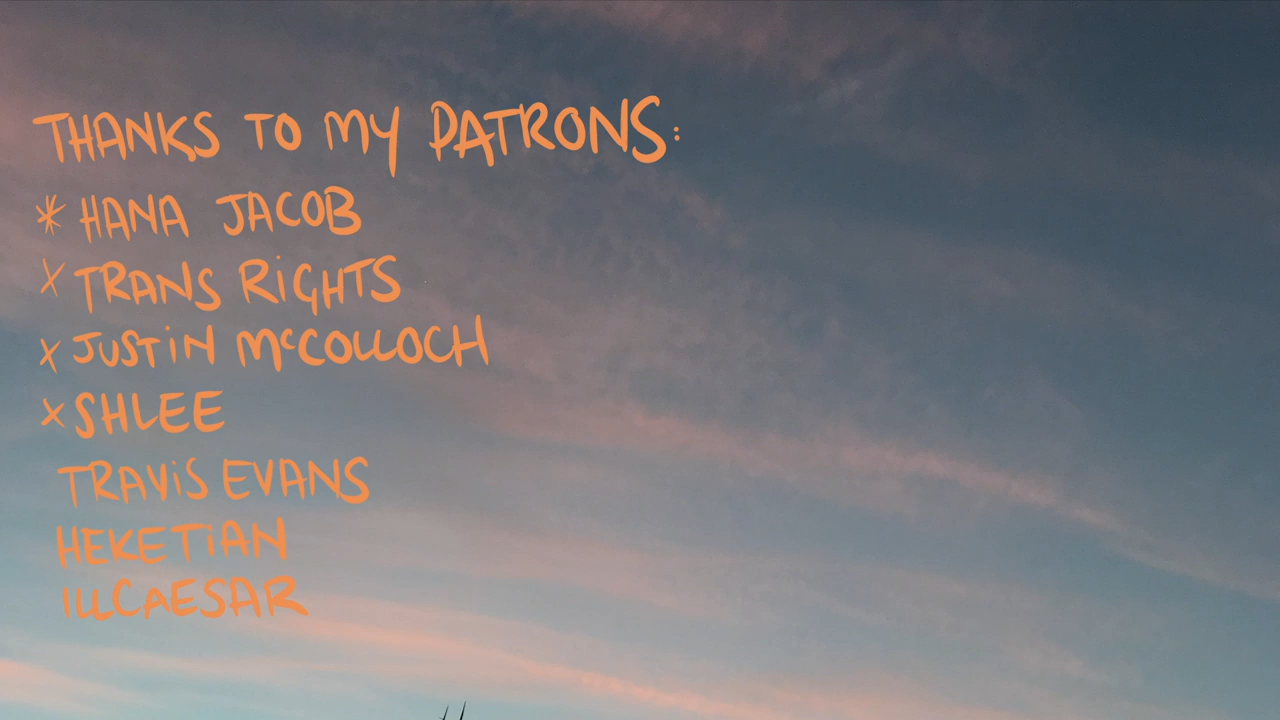 THANKS TO MY PATRONS:
* HANA JACOB
x TRANS RiGHTS
x JUSTiN McCOLLOCH
x SHLEE
TRAViS EVANS
HEKETiAN
ILLCAESAR